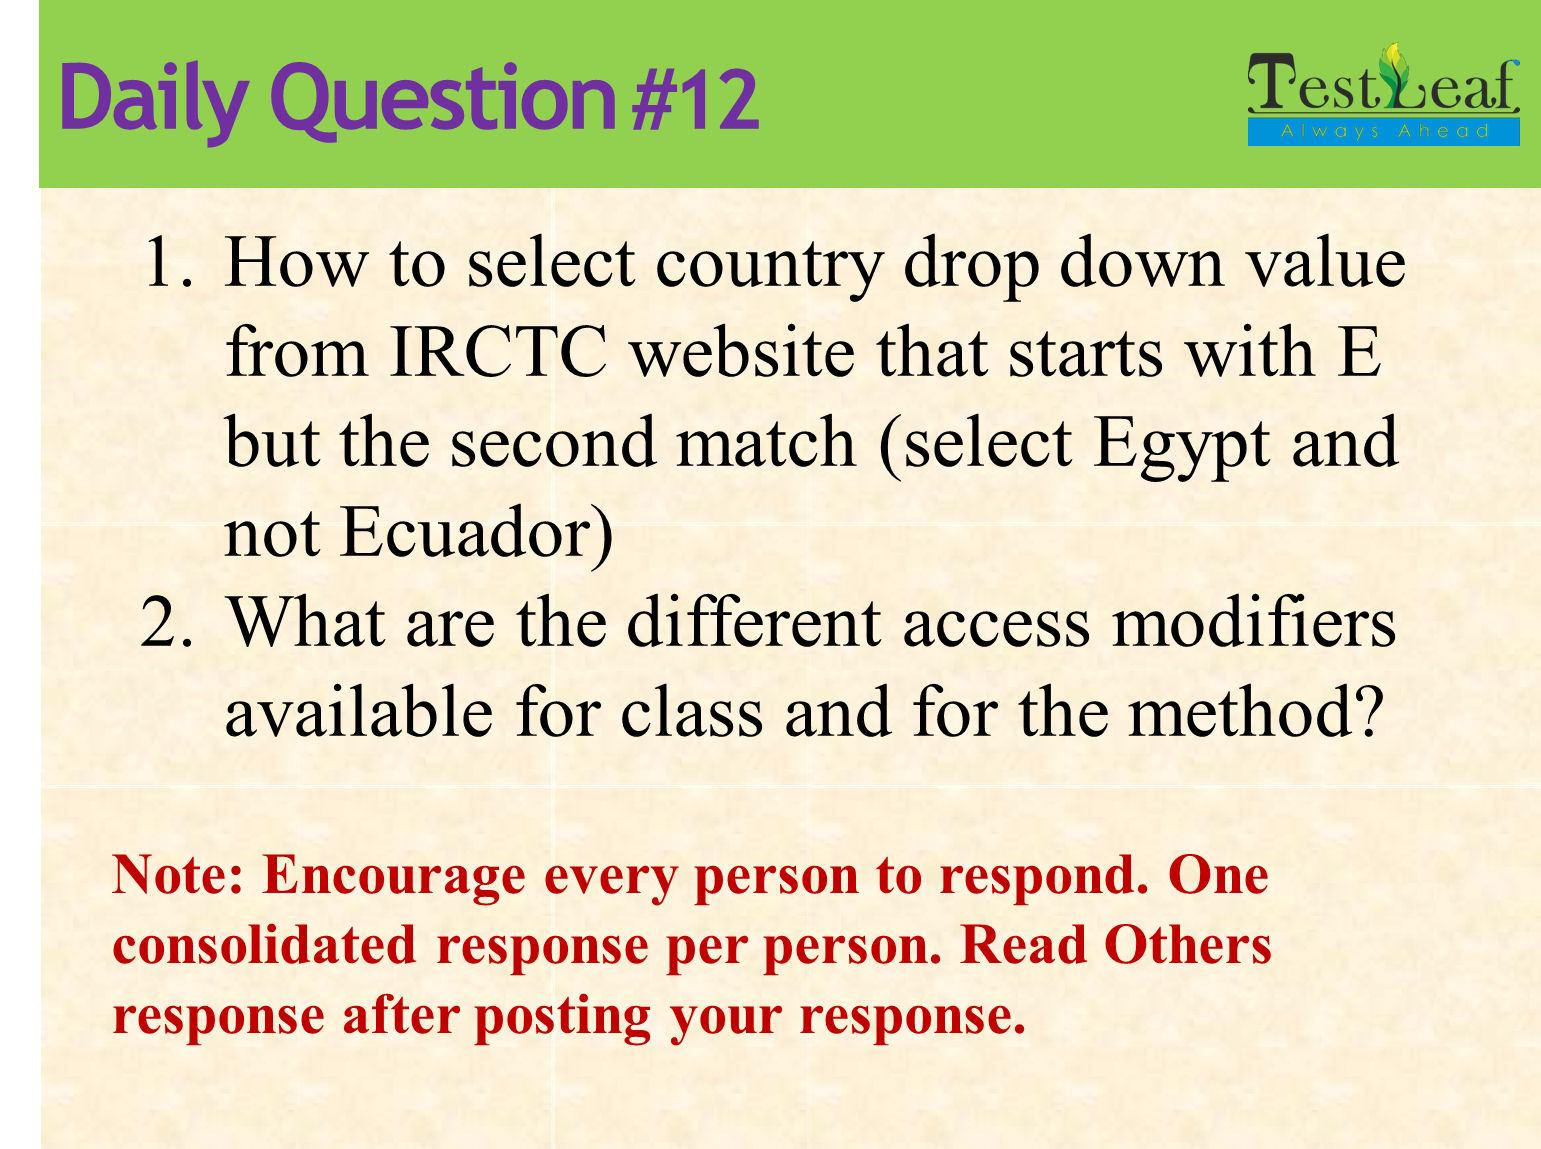 Daily Question #12
TestLeaf
Always Ahead
1. How to select country drop down value
from IRCTC website that starts with E
but the second match (select Egypt and
not Ecuador)
2. What are the different access modifiers
available for class and for the method?
Note: Encourage every person to respond. One
consolidated response per person. Read Others
response after posting your response.